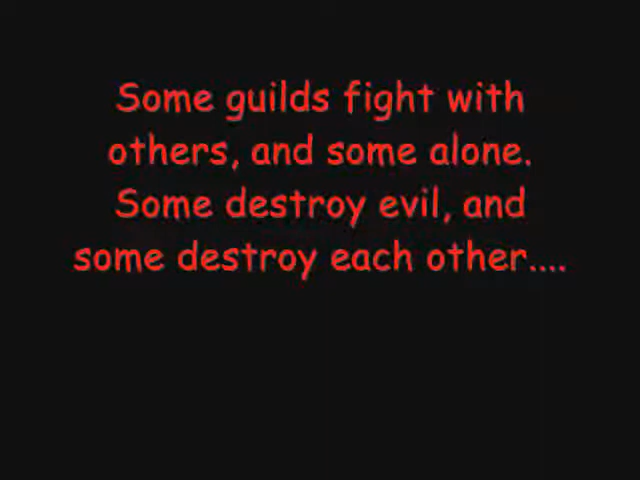 Some guilds fight with
others, and some alone.
Some destroy evil, and
some destroy each other....